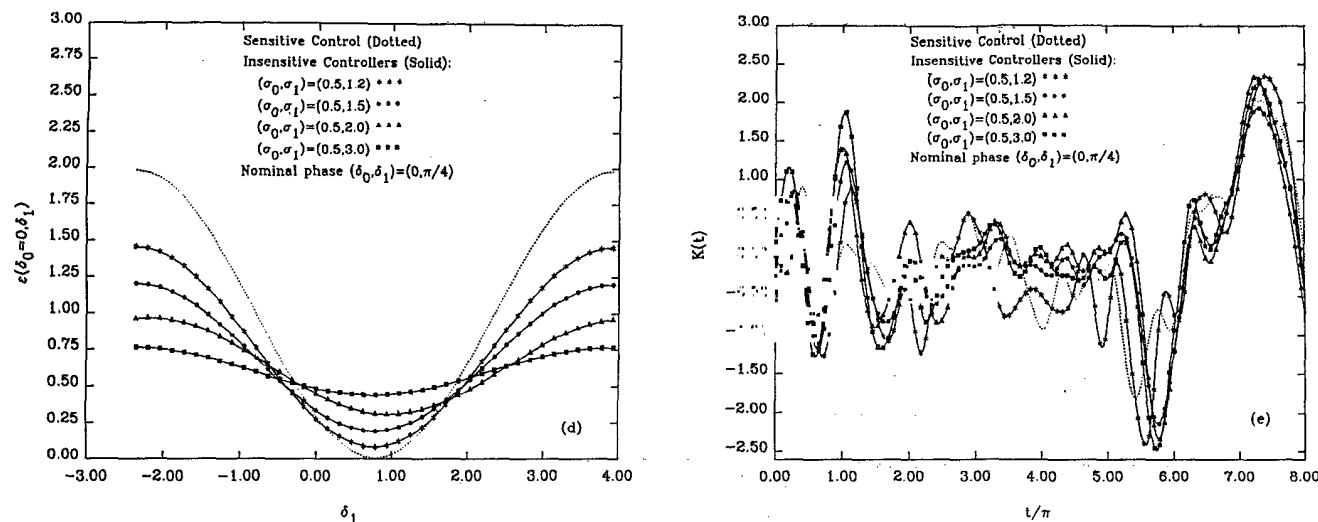 3.00
2.75
2.50
2.25
2.00
1.75
1.50
1.25
1.00
0.75
0.50
0.25
0.00
ε(δ₀=0,δ₁)
Sensitive Control (Dotted)
Insensitive Controllers (Solid):
(σ₀,σ₁)=(0.5,1.2)
(σ₀,σ₁)=(0.5,1.5)
(σ₀,σ₁)=(0.5,2.0)
(σ₀,σ₁)=(0.5,3.0)
Nominal phase (δ₀,δ₁)=(0,π/4)
(d)
−3.00 −2.00 −1.00 0.00 1.00 2.00 3.00 4.00
δ₁
2.50
2.00
1.50
1.00
−1.50
−2.00
−2.50
K(t)
Sensitive Control (Dotted)
Insensitive Controllers (Solid):
(σ₀,σ₁)=(0.5,1.2)
(σ₀,σ₁)=(0.5,1.5)
(σ₀,σ₁)=(0.5,2.0)
(σ₀,σ₁)=(0.5,3.0)
Nominal phase (δ₀,δ₁)=(0,π/4)
(e)
0.00 1.00 2.00 3.00 4.00 5.00 6.00 7.00 8.00
t/π